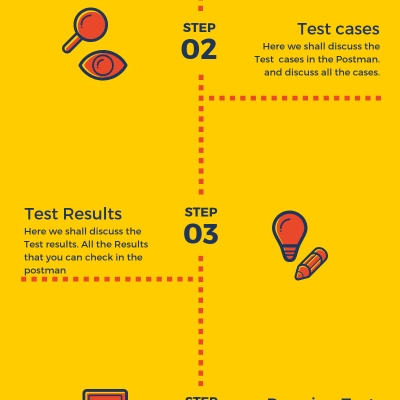 STEP
02
Test cases
Here we shall discuss the
Test cases in the Postman.
and discuss all the cases.
Test Results
Here we shall discuss the
Test results. All the Results
that you can check in the
postman
STEP
03
STEP